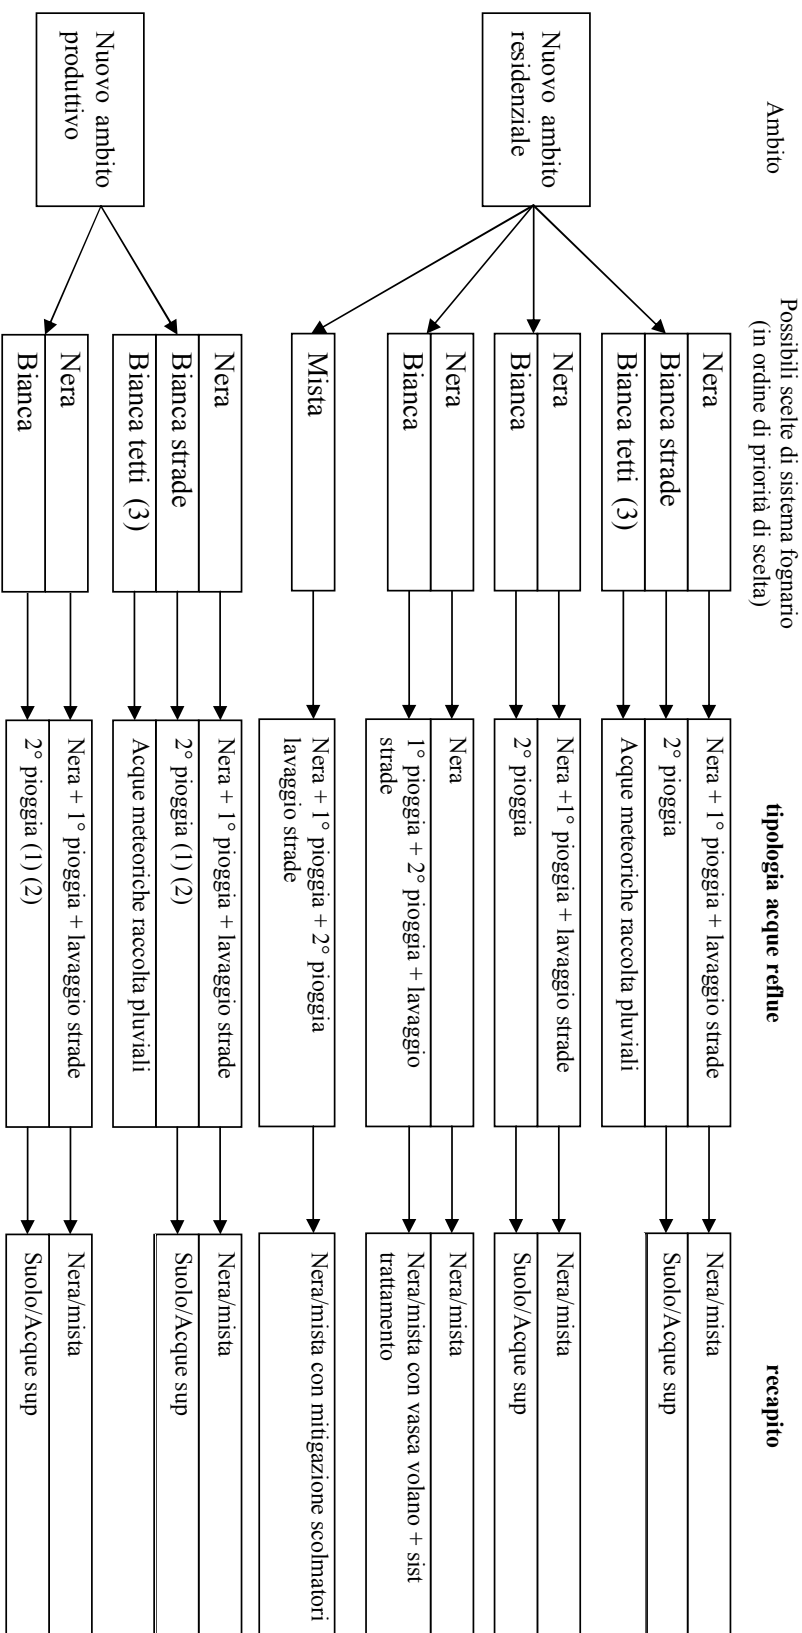 Ambito
Possibili scelte di sistema fognario
(in ordine di priorità di scelta)
tipologia acque reflue
recapito
Nuovo ambito
residenziale
Nera
Bianca strade
Bianca tetti (3)
Nera + 1° pioggia + lavaggio strade
2° pioggia
Acque meteoriche raccolta pluviali
Nera/mista
Suolo/Acque sup
Nera
Bianca
Nera +1° pioggia + lavaggio strade
2° pioggia
Nera/mista
Suolo/Acque sup
Nera
Bianca
Nera
1° pioggia + 2° pioggia + lavaggio
strade
Nera/mista
Nera/mista con vasca volano + sist
trattamento
Mista
Nera + 1° pioggia + 2° pioggia
lavaggio strade
Nera/mista con mitigazione scolmatori
Nuovo ambito
produttivo
Nera
Bianca strade
Bianca tetti (3)
Nera + 1° pioggia + lavaggio strade
2° pioggia (1) (2)
Acque meteoriche raccolta pluviali
Nera/mista
Suolo/Acque sup
Nera
Bianca
Nera + 1° pioggia + lavaggio strade
2° pioggia (1) (2)
Nera/mista
Suolo/Acque sup